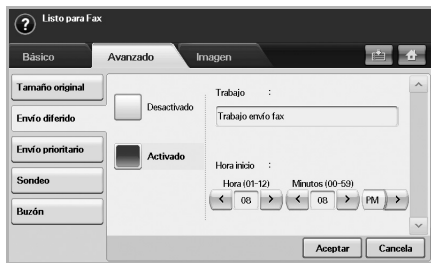 ? Listo para Fax
Básico Avanzado Imagen
Tamaño original
Envío diferido
Envío prioritario
Sondeo
Buzón
Desactivado
Activado
Trabajo :
Trabajo envío fax
Hora inicio :
Hora (01-12) Minutos (00-59)
< 08 > < 08 > PM >
Aceptar Cancela